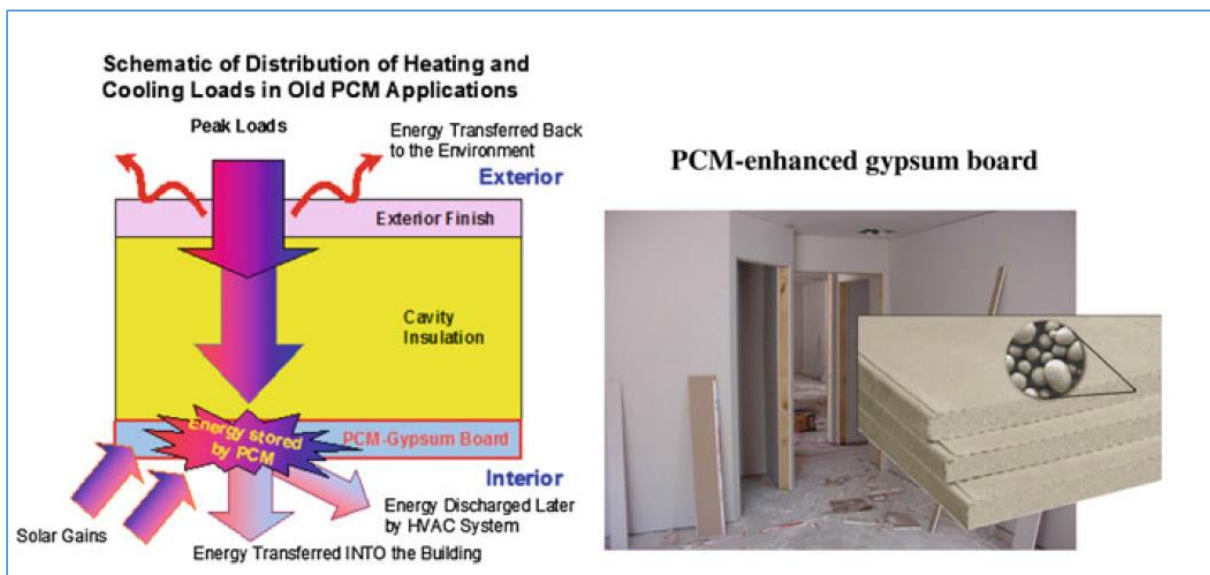 Schematic of Distribution of Heating and
Cooling Loads in Old PCM Applications
Peak Loads
Energy Transferred Back
to the Environment
Exterior
Exterior Finish
Cavity
Insulation
Energy stored
by PCM
PCM-Gypsum Board
Interior
Solar Gains
Energy Discharged Later
by HVAC System
Energy Transferred INTO the Building
PCM-enhanced gypsum board